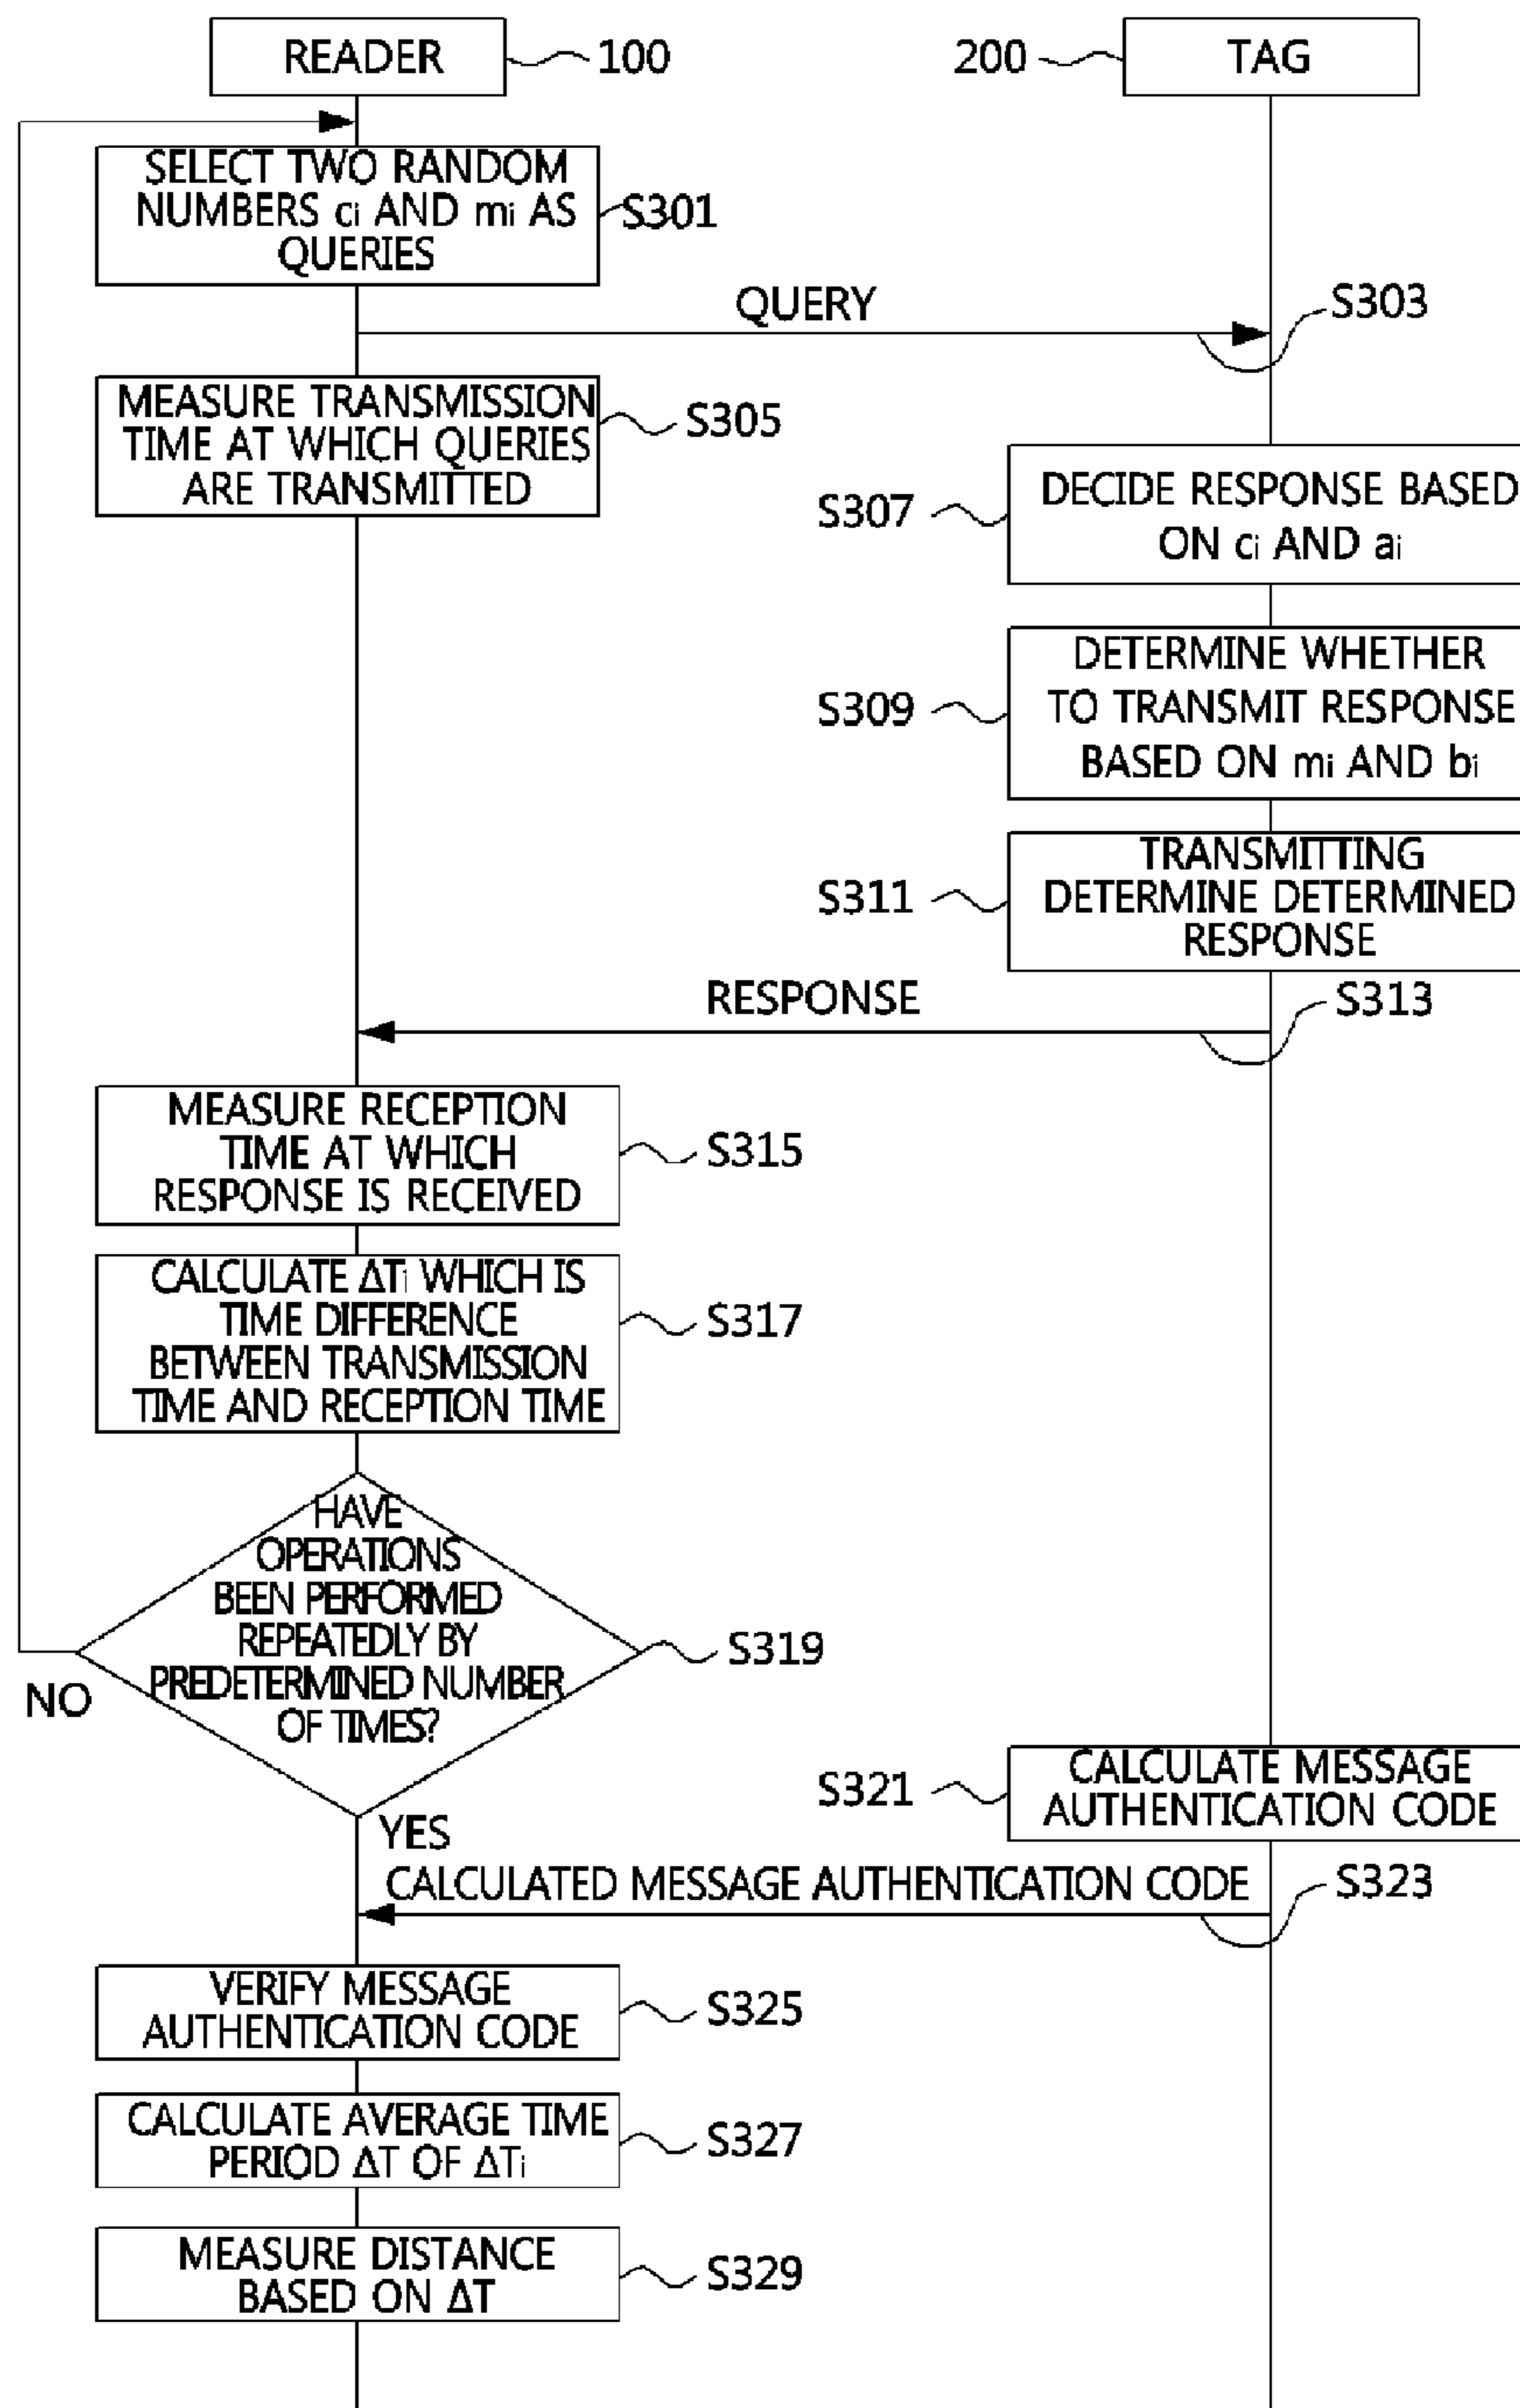 READER
100
200
TAG
SELECT TWO RANDOM
NUMBERS ci AND mi AS
QUERIES
S301
QUERY
S303
MEASURE TRANSMISSION
TIME AT WHICH QUERIES
ARE TRANSMITTED
S305
S307
DECIDE RESPONSE BASED
ON ci AND ai
S309
DETERMINE WHETHER
TO TRANSMIT RESPONSE
BASED ON mi AND bi
S311
TRANSMITTING
DETERMINE DETERMINED
RESPONSE
RESPONSE
S313
MEASURE RECEPTION
TIME AT WHICH
RESPONSE IS RECEIVED
S315
CALCULATE ΔTi WHICH IS
TIME DIFFERENCE
BETWEEN TRANSMISSION
TIME AND RECEPTION TIME
S317
HAVE
OPERATIONS
BEEN PERFORMED
REPEATEDLY BY
PREDETERMINED NUMBER
OF TIMES?
S319
NO
YES
S321
CALCULATE MESSAGE
AUTHENTICATION CODE
CALCULATED MESSAGE AUTHENTICATION CODE
S323
VERIFY MESSAGE
AUTHENTICATION CODE
S325
CALCULATE AVERAGE TIME
PERIOD ΔT OF ΔTi
S327
MEASURE DISTANCE
BASED ON ΔT
S329